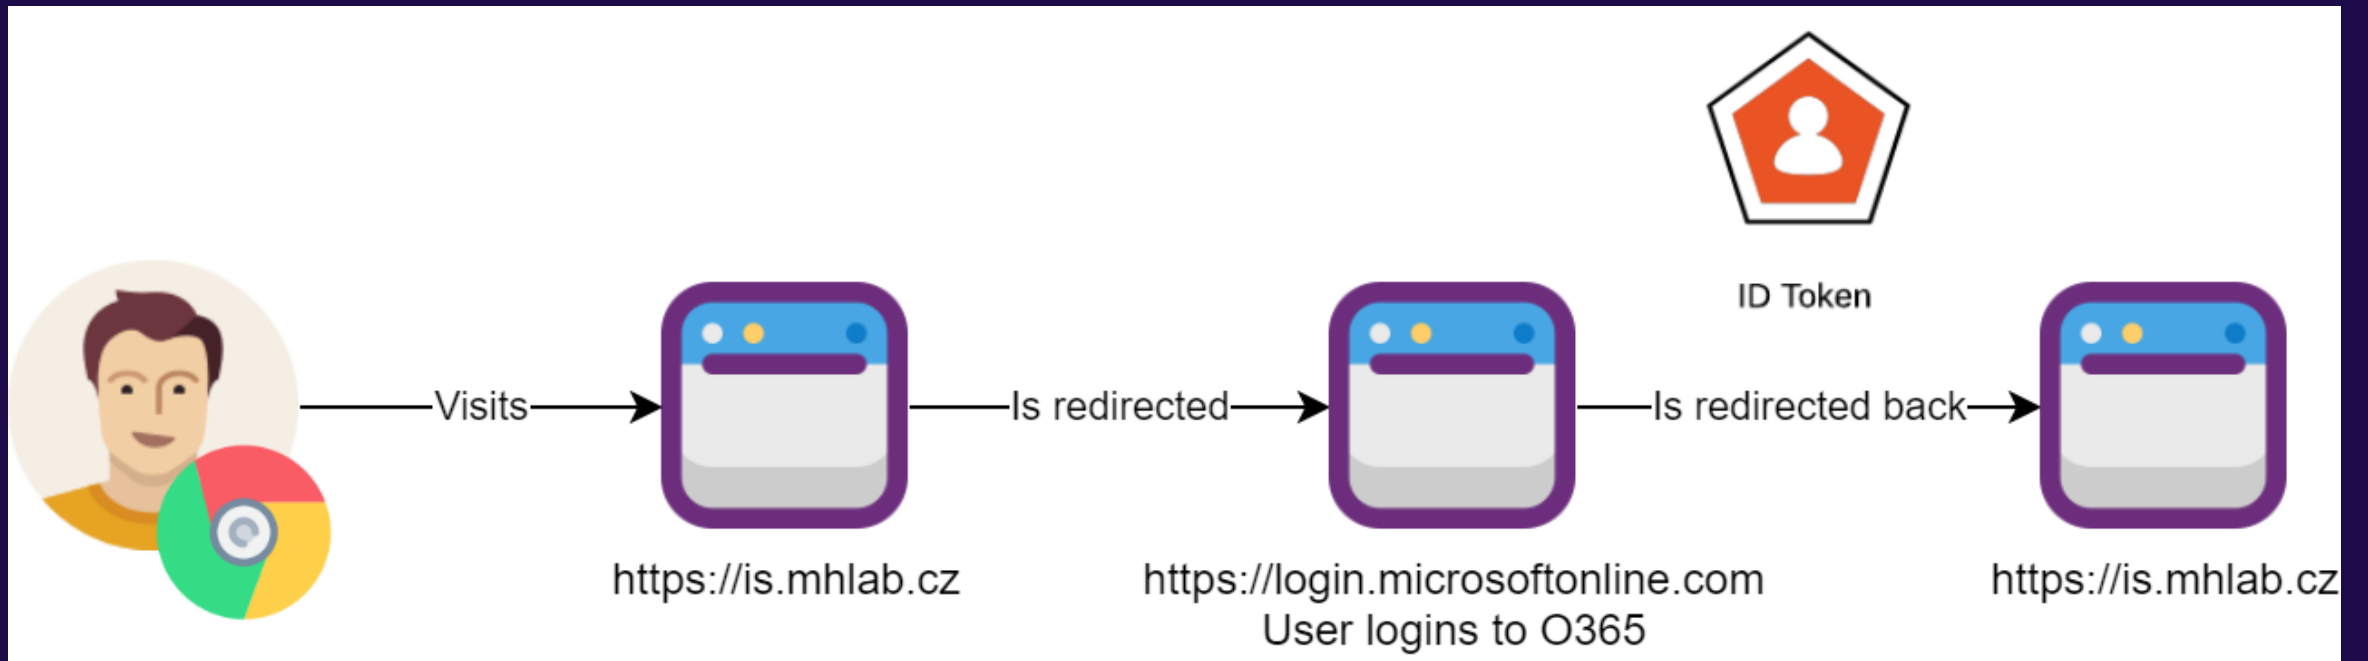 ID Token
Visits
Is redirected
Is redirected back
https://is.mhlab.cz
https://login.microsoftonline.com
User logins to O365
https://is.mhlab.cz